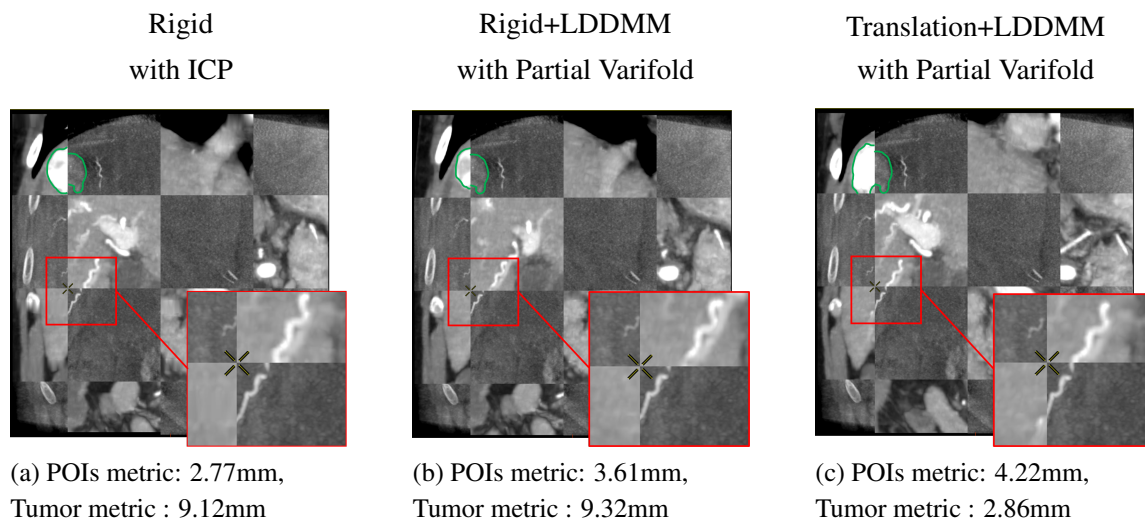 Rigid
with ICP
Rigid+LDDMM
with Partial Varifold
Translation+LDDMM
with Partial Varifold
(a) POIs metric: 2.77mm,
Tumor metric : 9.12mm
(b) POIs metric: 3.61mm,
Tumor metric : 9.32mm
(c) POIs metric: 4.22mm,
Tumor metric : 2.86mm